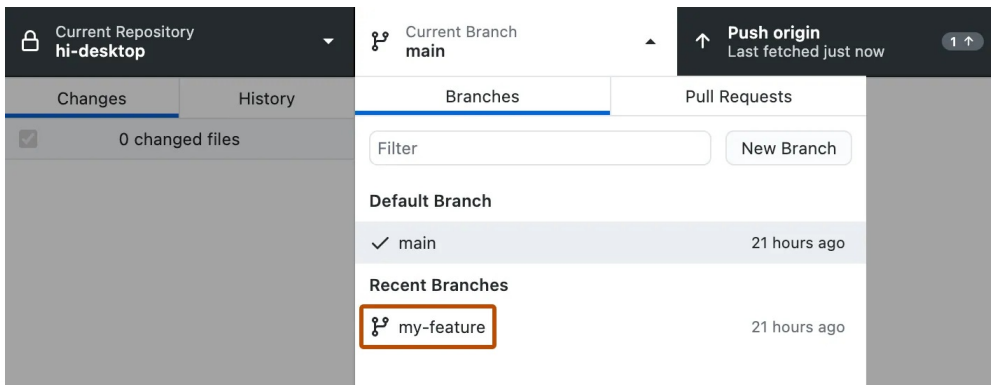 Current Repository
hi-desktop
Current Branch
main
Push origin
Last fetched just now
1
Changes
History
Branches
Pull Requests
0 changed files
Filter
New Branch
Default Branch
main
21 hours ago
Recent Branches
my-feature
21 hours ago